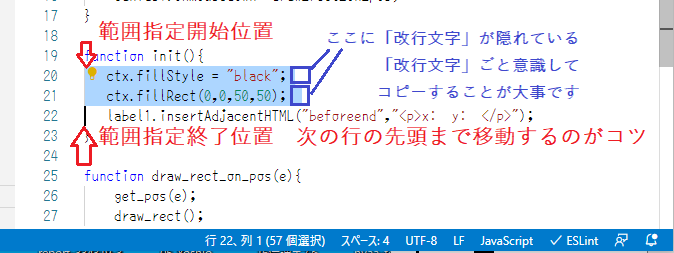 17
18 }
範囲指定開始位置
19 function init(){
ここに「改行文字」が隠れている
20 ctx.fillStyle = "black";
「改行文字」ごと意識して
21 ctx.fillRect(0,0,50,50);
コピーすることが大事です
22 label1.insertAdjacentHTML("beforeend","<p>x: y: </p>");
23 }
範囲指定終了位置 次の行の先頭まで移動するのがコツ
24
25 function draw_rect_on_pos(e){
26 get_pos(e);
27 draw_rect();
行 22、列 1 (57 個選択) スペース: 4 UTF-8 LF JavaScript ESLint